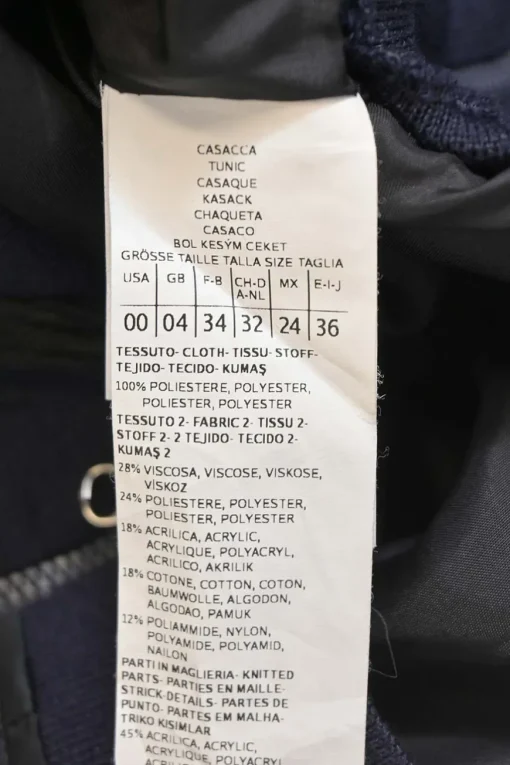 CASACCA
TUNIC
CASAQUE
KASACK
CHAQUETA
CASACO
BOL KESÝM CEKET
GRÖSSE TAILLE TALLA SIZE TAGLIA
USA GB F-B CH-D A-NL MX E-I-J
00 04 34 32 24 36
TESSUTO- CLOTH- TISSU- STOFF-
TEJIDO- TECIDO- KUMAŞ
100% POLIESTERE, POLYESTER,
POLIESTER, POLYESTER
TESSUTO 2- FABRIC 2- TISSU 2-
STOFF 2- 2 TEJIDO- TECIDO 2-
KUMAŞ 2
28% VISCOSA, VISCOSE, VISKOSE,
VİSKOZ
24% POLIESTERE, POLYESTER,
POLIESTER, POLYESTER
18% ACRILICA, ACRYLIC,
ACRYLIQUE, POLYACRYL,
ACRILICO, AKRILIK
18% COTONE, COTTON, COTON,
BAUMWOLLE, ALGODON,
ALGODAO, PAMUK
12% POLIAMMIDE, NYLON,
POLYAMIDE, POLYAMID,
NAILON
PARTI IN MAGLIERIA- KNITTED
PARTS- PARTIES EN MAILLE-
STRICK-DETAILS- PARTES DE
PUNTO- PARTES EM MALHA-
TRIKO KISIMLAR
45% ACRILICA, ACRYLIC,
ACRYLIQUE, POLYACRYL